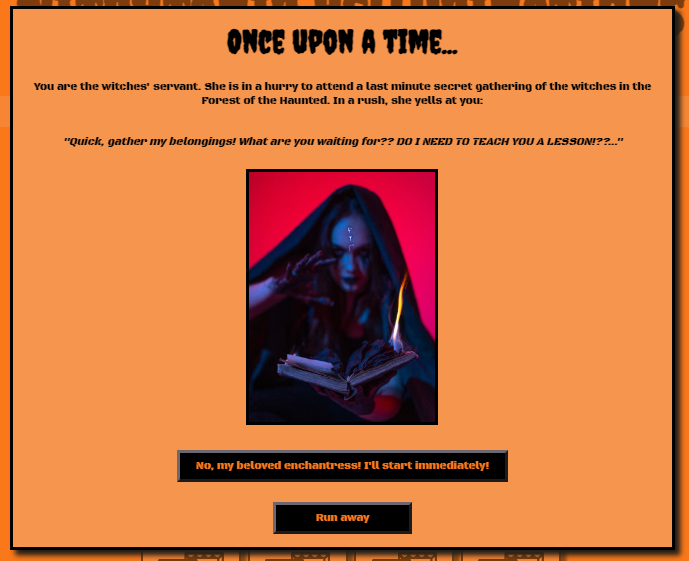 ONCE UPON A TIME...
You are the witches' servant. She is in a hurry to attend a last minute secret gathering of the witches in the
Forest of the Haunted. In a rush, she yells at you:
"Quick, gather my belongings! What are you waiting for?? DO I NEED TO TEACH YOU A LESSON!??..."
No, my beloved enchantress! I'll start immediately!
Run away